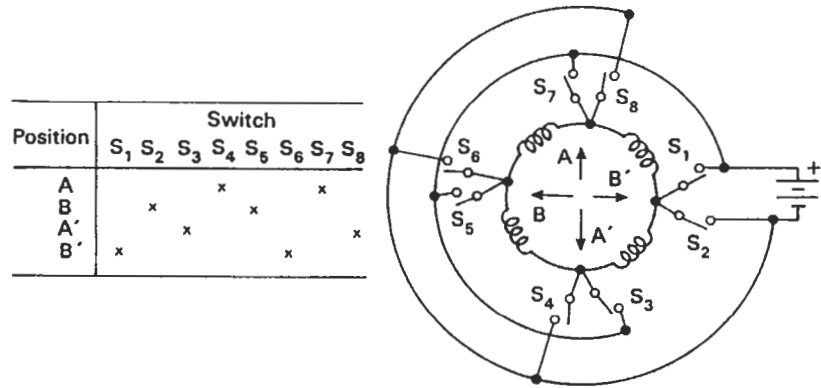 Position Switch
S₁ S₂ S₃ S₄ S₅ S₆ S₇ S₈
A x x
B x x
A′ x x
B′ x x
S₇ S₈
S₆ S₁ +
A B′
B
S₅ A′ S₂
S₄ S₃